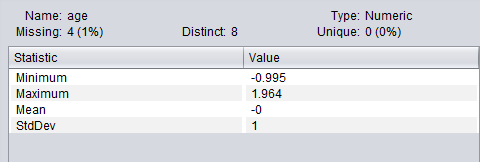 Name: age Type: Numeric
Missing: 4 (1%) Distinct: 8 Unique: 0 (0%)
Statistic Value
Minimum -0.995
Maximum 1.964
Mean -0
StdDev 1